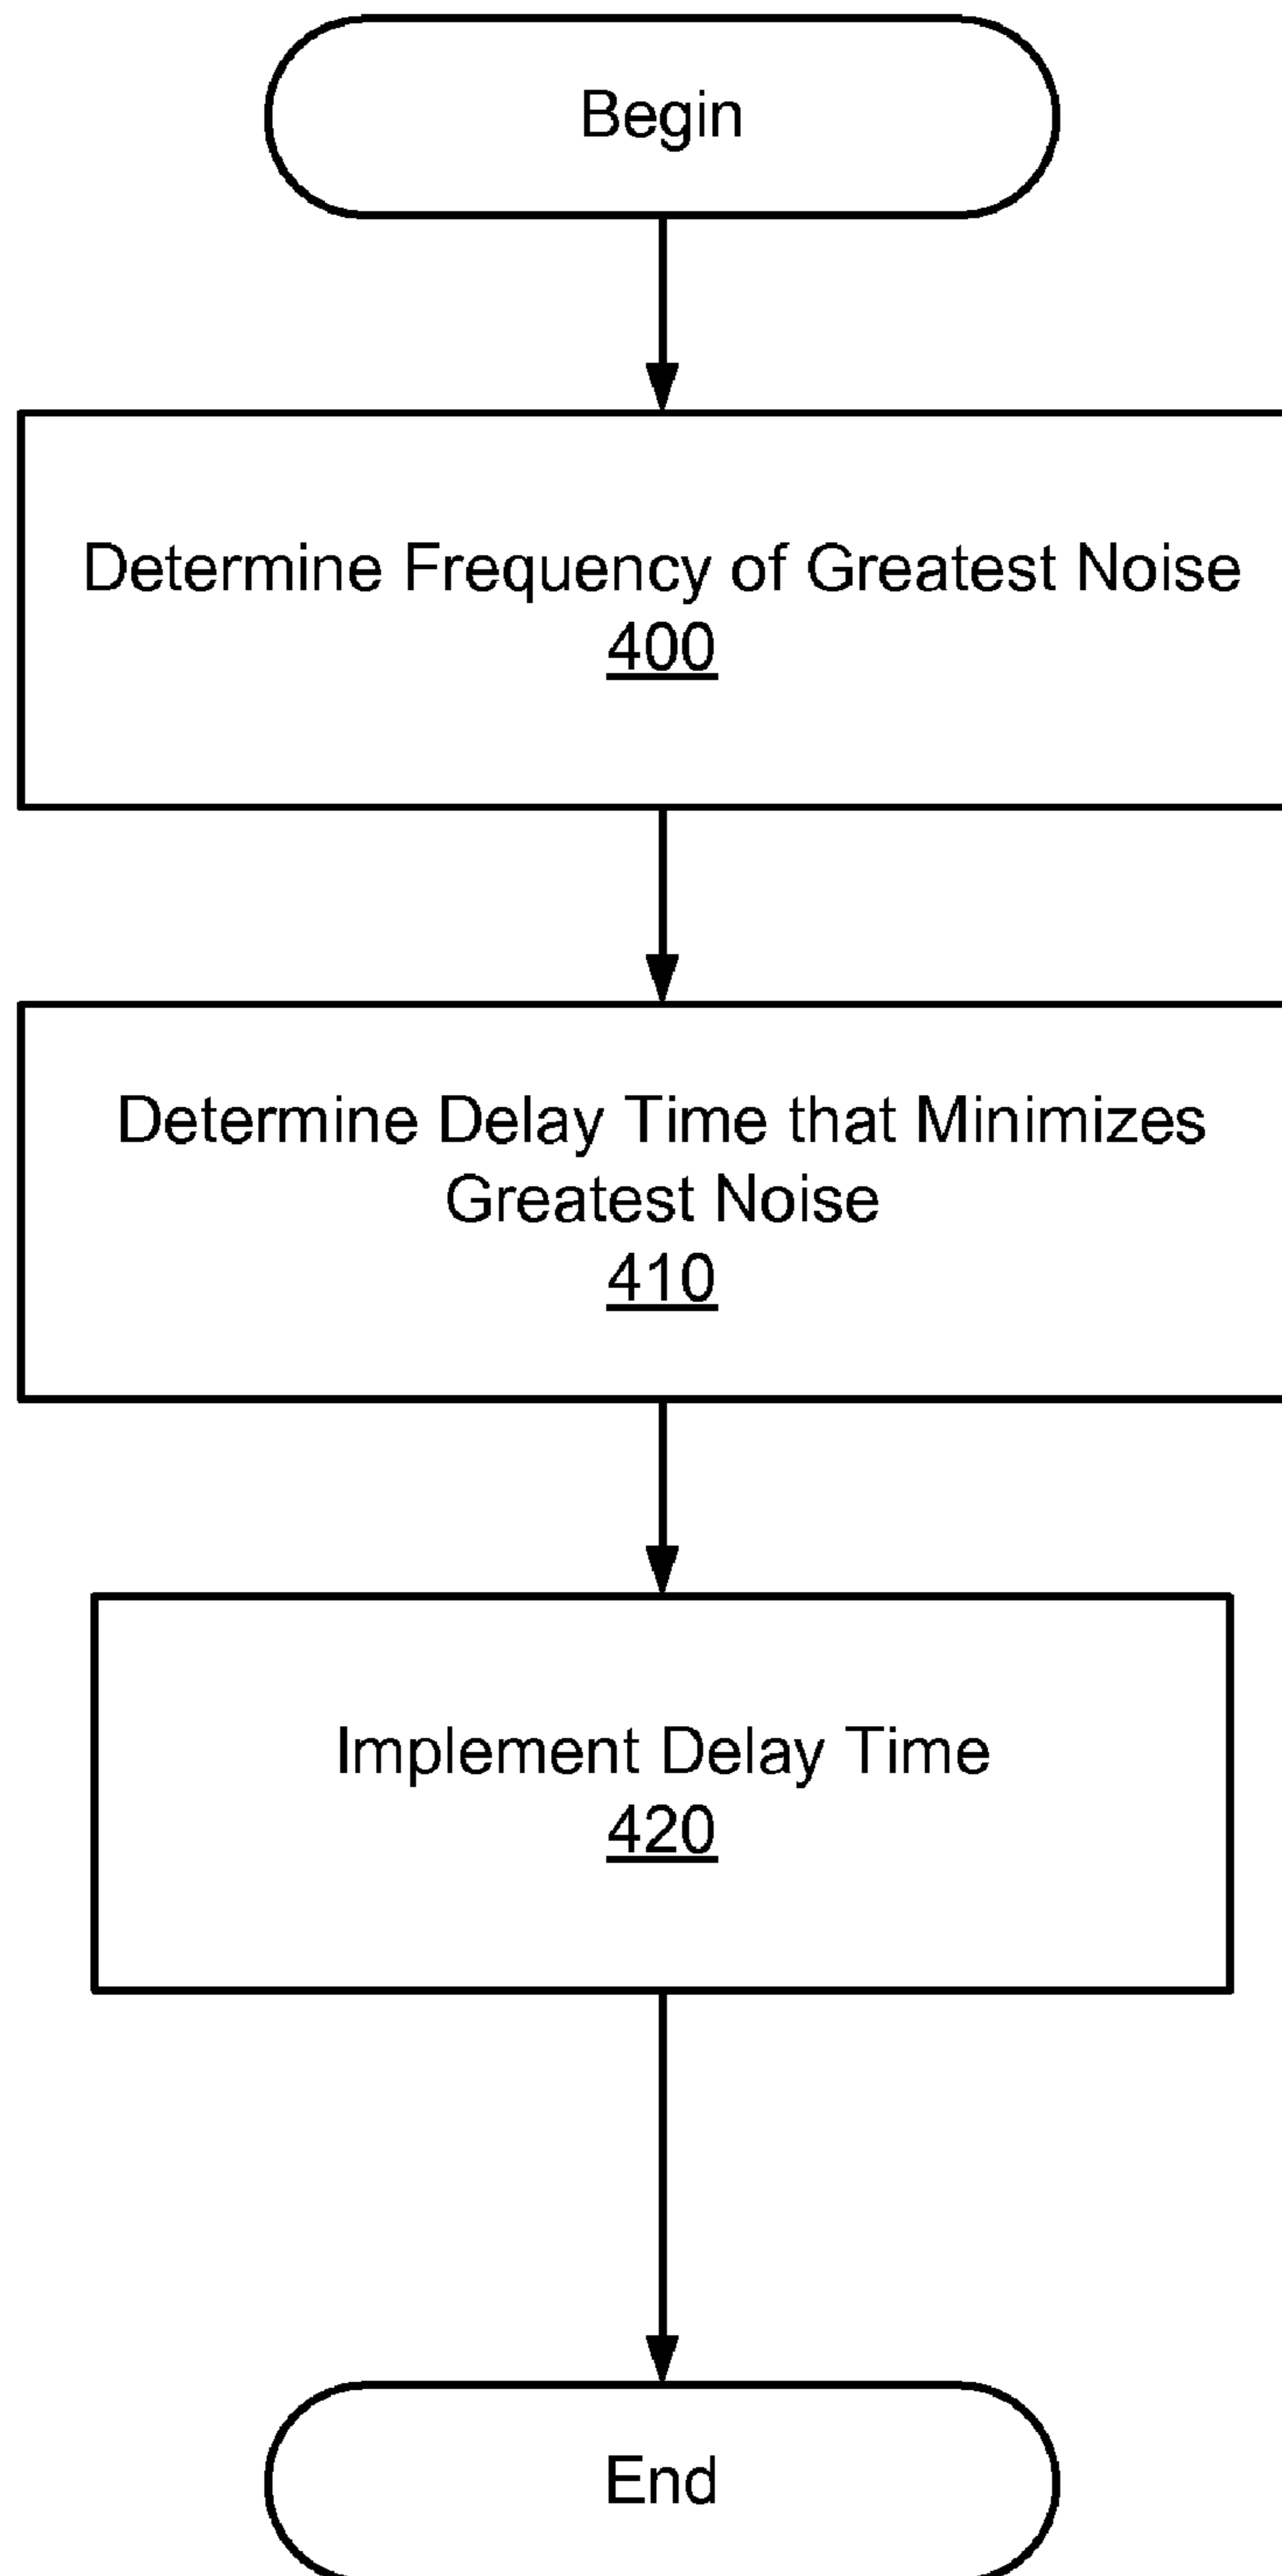 Begin
Determine Frequency of Greatest Noise
400
Determine Delay Time that Minimizes
Greatest Noise
410
Implement Delay Time
420
End